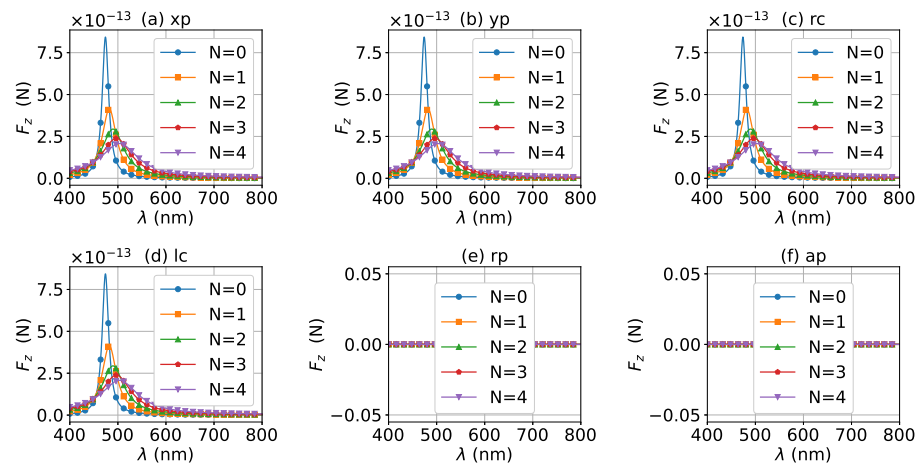 ×10⁻¹³ (a) xp
F_z (N)
7.5
5.0
2.5
0.0
N=0
N=1
N=2
N=3
N=4
400 500 600 700 800
λ (nm)
×10⁻¹³ (b) yp
F_z (N)
7.5
5.0
2.5
0.0
N=0
N=1
N=2
N=3
N=4
400 500 600 700 800
λ (nm)
×10⁻¹³ (c) rc
F_z (N)
7.5
5.0
2.5
0.0
N=0
N=1
N=2
N=3
N=4
400 500 600 700 800
λ (nm)
×10⁻¹³ (d) lc
F_z (N)
7.5
5.0
2.5
0.0
N=0
N=1
N=2
N=3
N=4
400 500 600 700 800
λ (nm)
(e) rp
F_z (N)
0.05
0.00
−0.05
N=0
N=1
N=2
N=3
N=4
400 500 600 700 800
λ (nm)
(f) ap
F_z (N)
0.05
0.00
−0.05
N=0
N=1
N=2
N=3
N=4
400 500 600 700 800
λ (nm)